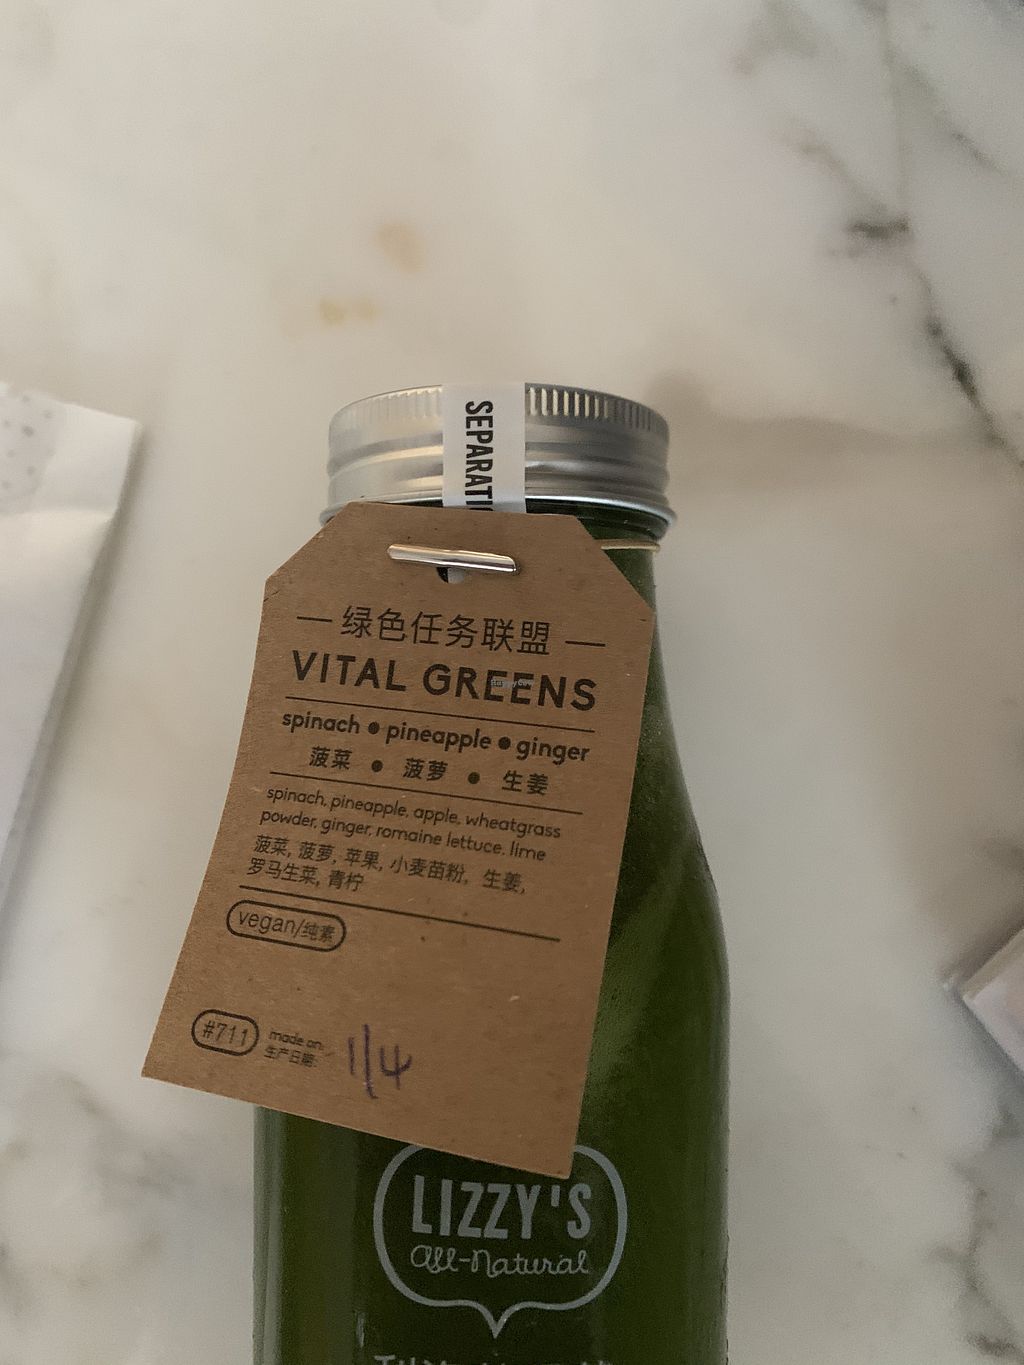 SEPARATI
— 绿色任务联盟 —
VITAL GREENS
spinach ● pineapple ● ginger
菠菜 ● 菠萝 ● 生姜
spinach, pineapple, apple, wheatgrass
powder, ginger, romaine lettuce, lime
菠菜, 菠萝, 苹果, 小麦苗粉, 生姜,
罗马生菜, 青柠
vegan/纯素
#711
made on:
生产日期:
1/4
LIZZY'S
All-Natural